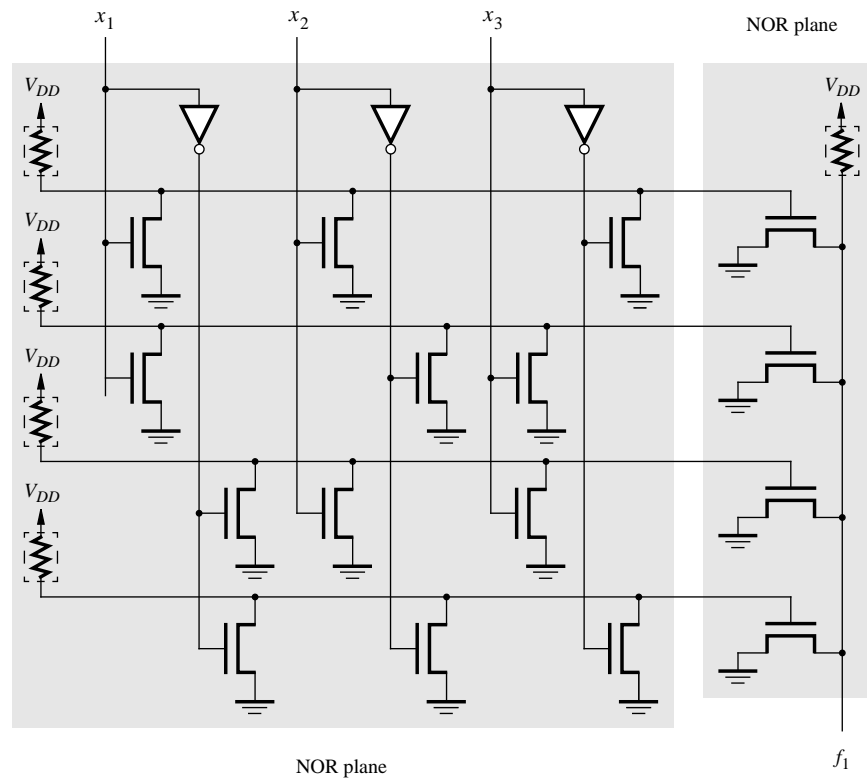 x1 x2 x3
NOR plane
VDD VDD
VDD
VDD
VDD
NOR plane
f1